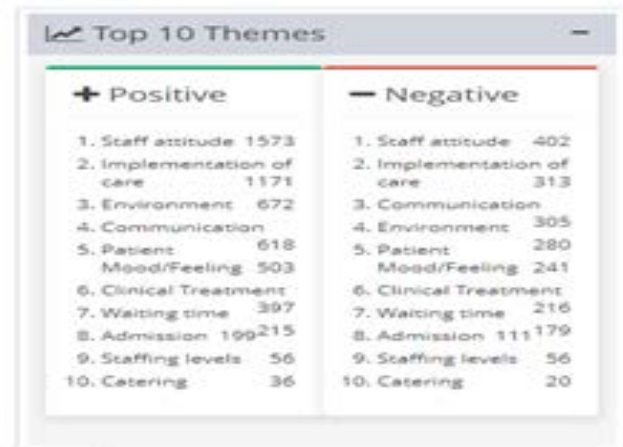 Top 10 Themes
Positive
1. Staff attitude 1573
2. Implementation of
care 1171
3. Environment 672
4. Communication
618
5. Patient
Mood/Feeling 503
6. Clinical Treatment
397
7. Waiting time
215
8. Admission 199
9. Staffing levels 56
10. Catering 36
Negative
1. Staff attitude 402
2. Implementation of
care 313
3. Communication
305
4. Environment
280
5. Patient
Mood/Feeling 241
6. Clinical Treatment
216
7. Waiting time
179
8. Admission 111
9. Staffing levels 56
10. Catering 20